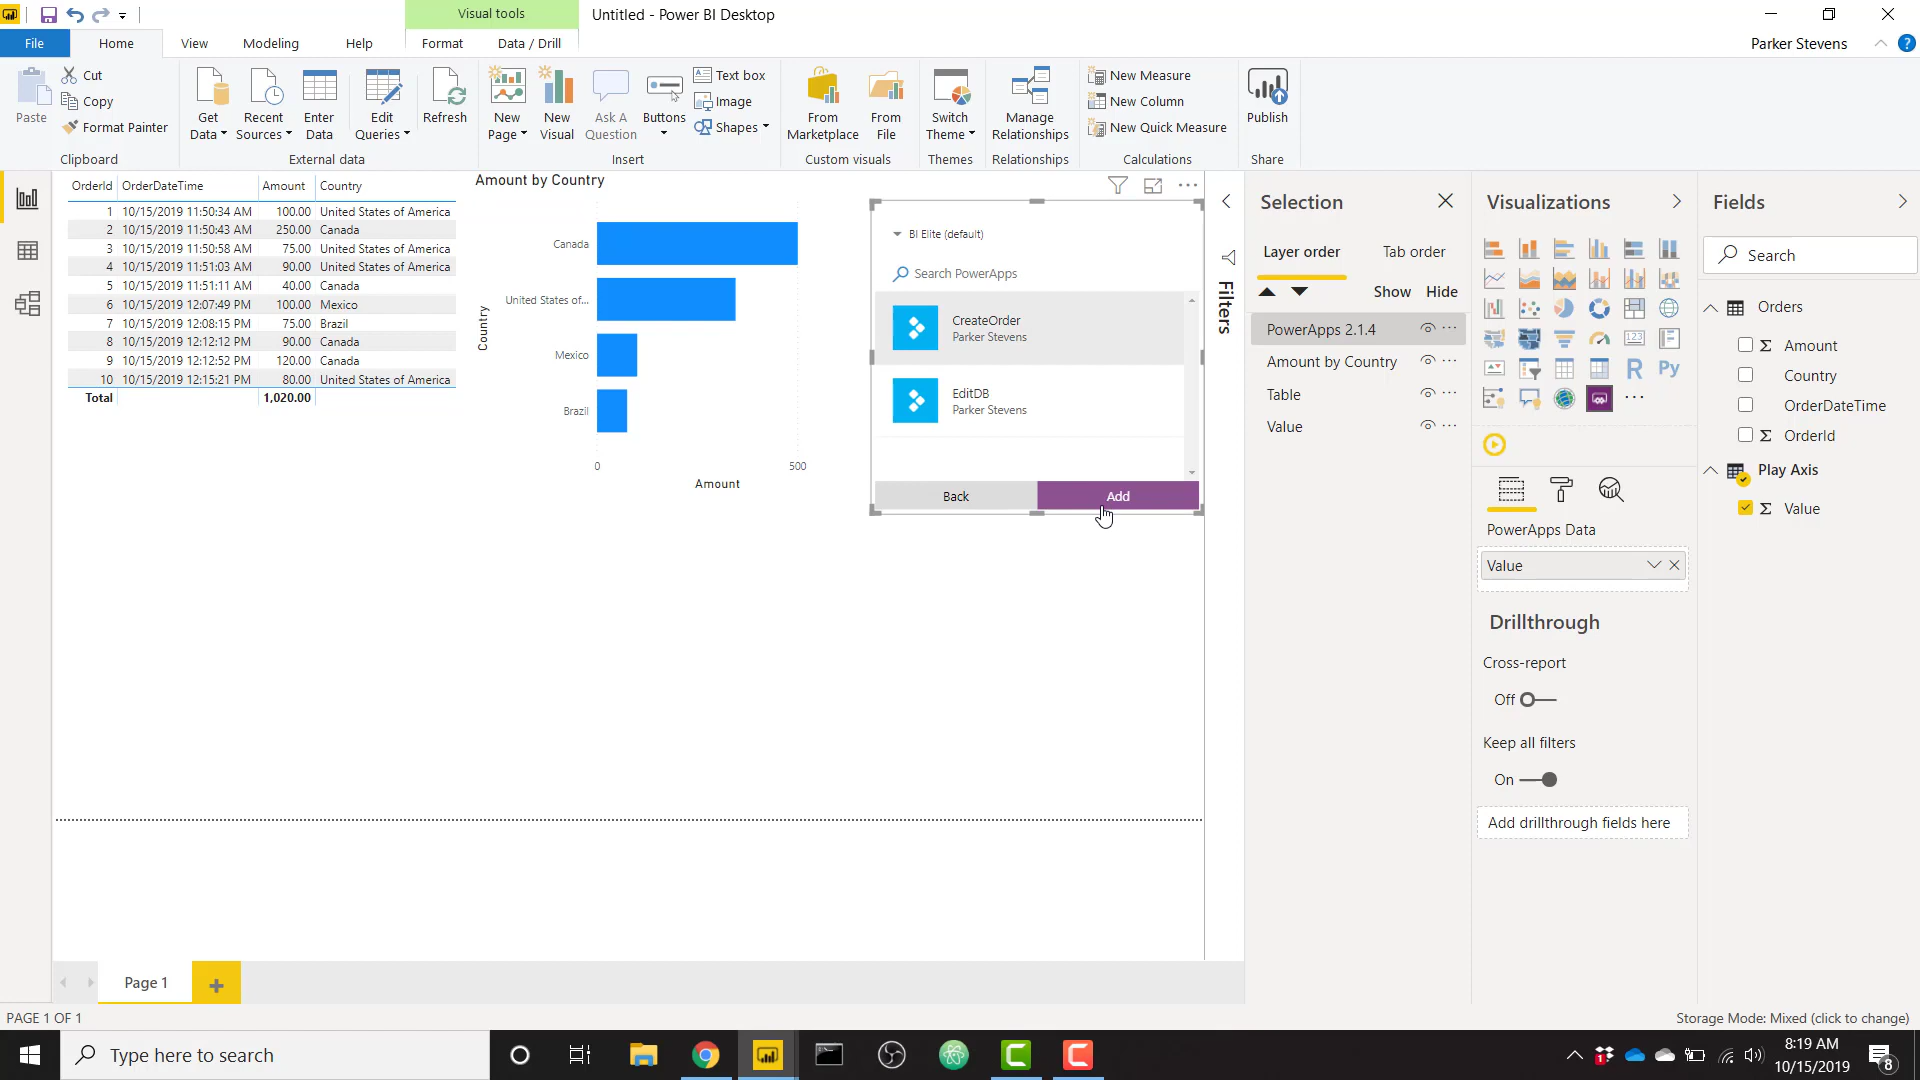 Visual tools
Untitled - Power BI Desktop
File
Home
View
Modeling
Help
Format
Data / Drill
Parker Stevens
?
Paste
Cut
Copy
Format Painter
Clipboard
Get
Data
Recent
Sources
Enter
Data
Edit
Queries
Refresh
External data
New
Page
New
Visual
Ask A
Question
Buttons
Text box
Image
Shapes
Insert
From
Marketplace
From
File
Custom visuals
Switch
Theme
Themes
Manage
Relationships
Relationships
New Measure
New Column
New Quick Measure
Calculations
Publish
Share
OrderId OrderDateTime Amount Country
1 10/15/2019 11:50:34 AM 100.00 United States of America
2 10/15/2019 11:50:43 AM 250.00 Canada
3 10/15/2019 11:50:58 AM 75.00 United States of America
4 10/15/2019 11:51:03 AM 90.00 United States of America
5 10/15/2019 11:51:11 AM 40.00 Canada
6 10/15/2019 12:07:49 PM 100.00 Mexico
7 10/15/2019 12:08:15 PM 75.00 Brazil
8 10/15/2019 12:12:12 PM 90.00 Canada
9 10/15/2019 12:12:52 PM 120.00 Canada
10 10/15/2019 12:15:21 PM 80.00 United States of America
Total 1,020.00
Amount by Country
Country
Canada
United States of...
Mexico
Brazil
0 500
Amount
BI Elite (default)
Search PowerApps
CreateOrder
Parker Stevens
EditDB
Parker Stevens
Back
Add
Filters
Selection
Layer order
Tab order
Show Hide
PowerApps 2.1.4
Amount by Country
Table
Value
Visualizations
123
R
Py
PowerApps Data
Value
Drillthrough
Cross-report
Off
Keep all filters
On
Add drillthrough fields here
Fields
Search
Orders
Σ Amount
Country
OrderDateTime
Σ OrderId
Play Axis
Σ Value
Page 1
PAGE 1 OF 1
Storage Mode: Mixed (click to change)
Type here to search
1
8:19 AM
10/15/2019
8